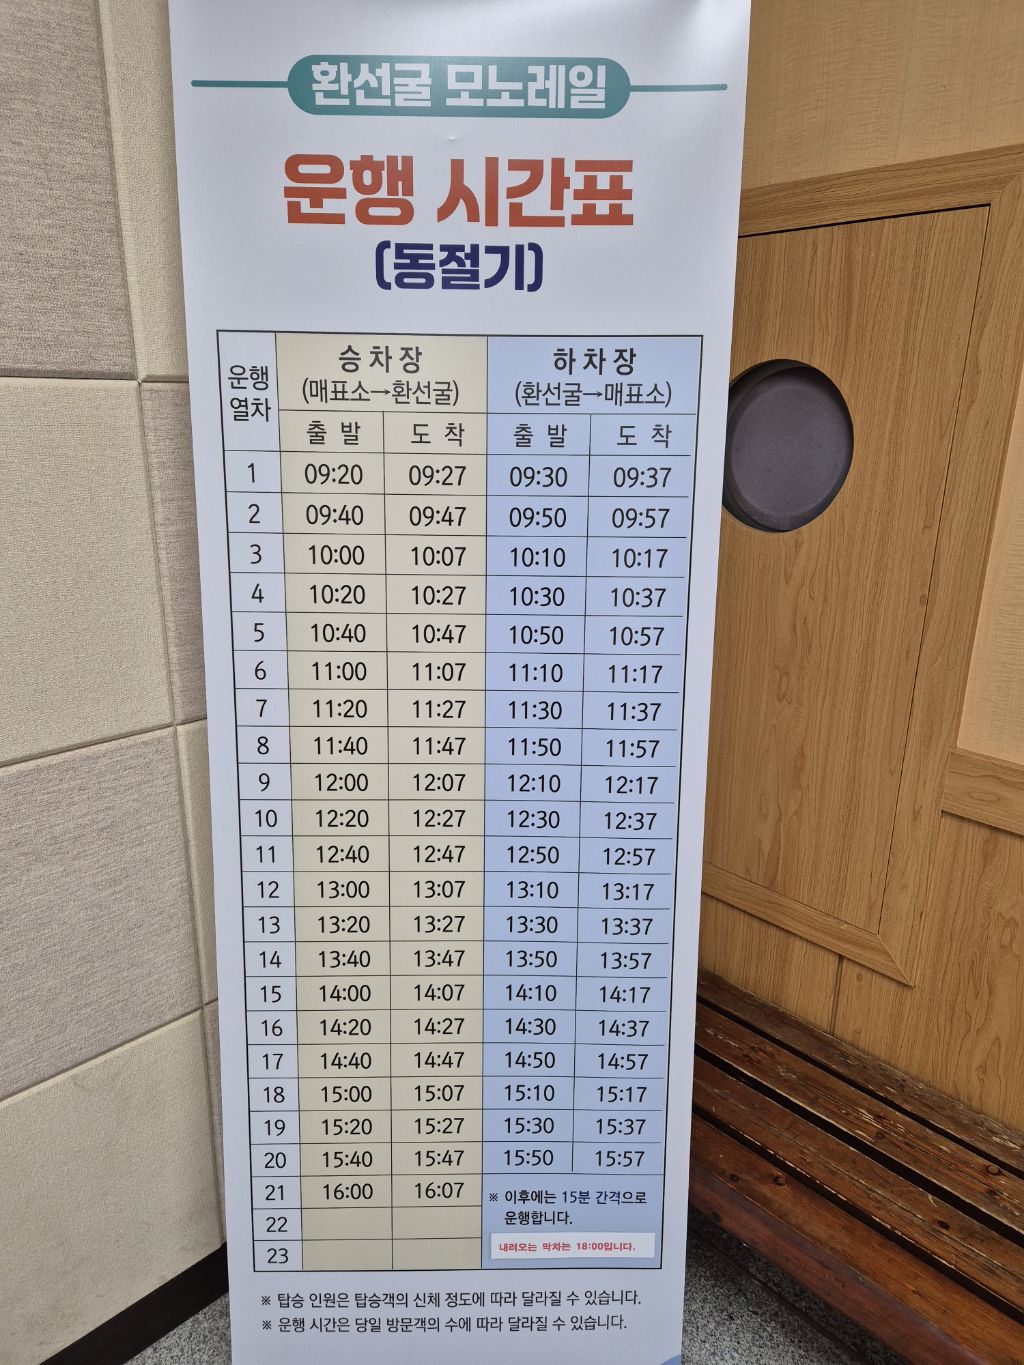 환선굴 모노레일
운행 시간표
(동절기)
운행 열차 승차장 하차장
(매표소→환선굴) (환선굴→매표소)
출 발 도 착 출 발 도 착
1 09:20 09:27 09:30 09:37
2 09:40 09:47 09:50 09:57
3 10:00 10:07 10:10 10:17
4 10:20 10:27 10:30 10:37
5 10:40 10:47 10:50 10:57
6 11:00 11:07 11:10 11:17
7 11:20 11:27 11:30 11:37
8 11:40 11:47 11:50 11:57
9 12:00 12:07 12:10 12:17
10 12:20 12:27 12:30 12:37
11 12:40 12:47 12:50 12:57
12 13:00 13:07 13:10 13:17
13 13:20 13:27 13:30 13:37
14 13:40 13:47 13:50 13:57
15 14:00 14:07 14:10 14:17
16 14:20 14:27 14:30 14:37
17 14:40 14:47 14:50 14:57
18 15:00 15:07 15:10 15:17
19 15:20 15:27 15:30 15:37
20 15:40 15:47 15:50 15:57
21 16:00 16:07
22
23
※ 이후에는 15분 간격으로
운행합니다.
내려오는 막차는 18:00입니다.
※ 탑승 인원은 탑승객의 신체 정도에 따라 달라질 수 있습니다.
※ 운행 시간은 당일 방문객의 수에 따라 달라질 수 있습니다.